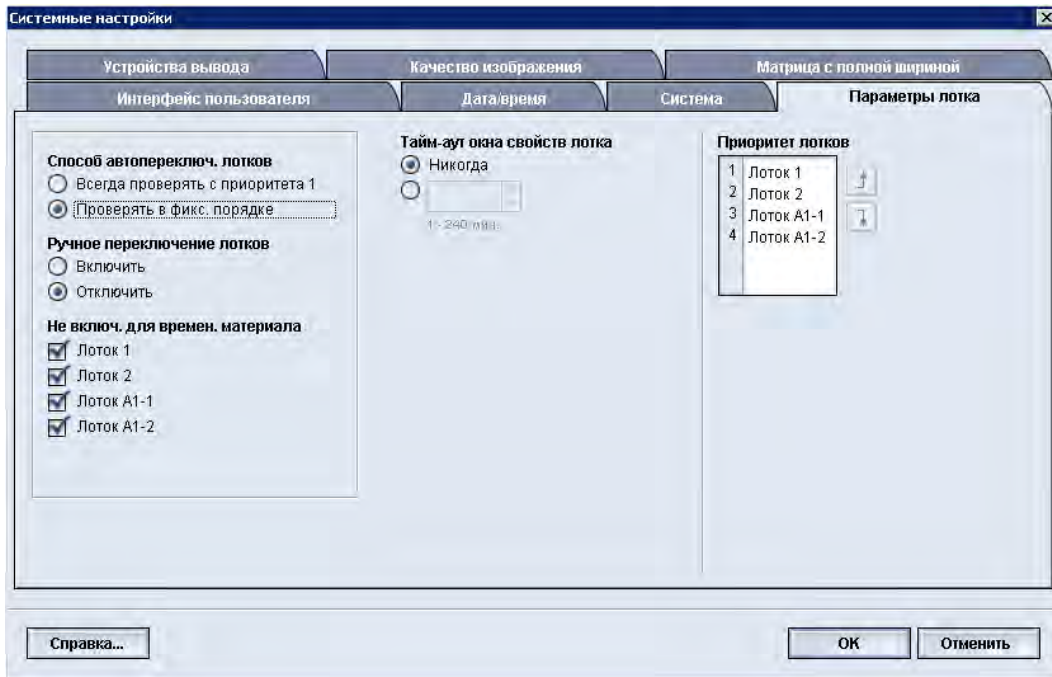 Системные настройки
Устройства вывода
Качество изображения
Матрица с полной шириной
Интерфейс пользователя
Дата/время
Система
Параметры лотка
Способ автопереключ. лотков
Всегда проверять с приоритета 1
Проверять в фикс. порядке
Ручное переключение лотков
Включить
Отключить
Не включ. для времен. материала
Лоток 1
Лоток 2
Лоток A1-1
Лоток A1-2
Тайм-аут окна свойств лотка
Никогда
1 - 240 мин.
Приоритет лотков
1 Лоток 1
2 Лоток 2
3 Лоток A1-1
4 Лоток A1-2
Справка...
OK
Отменить